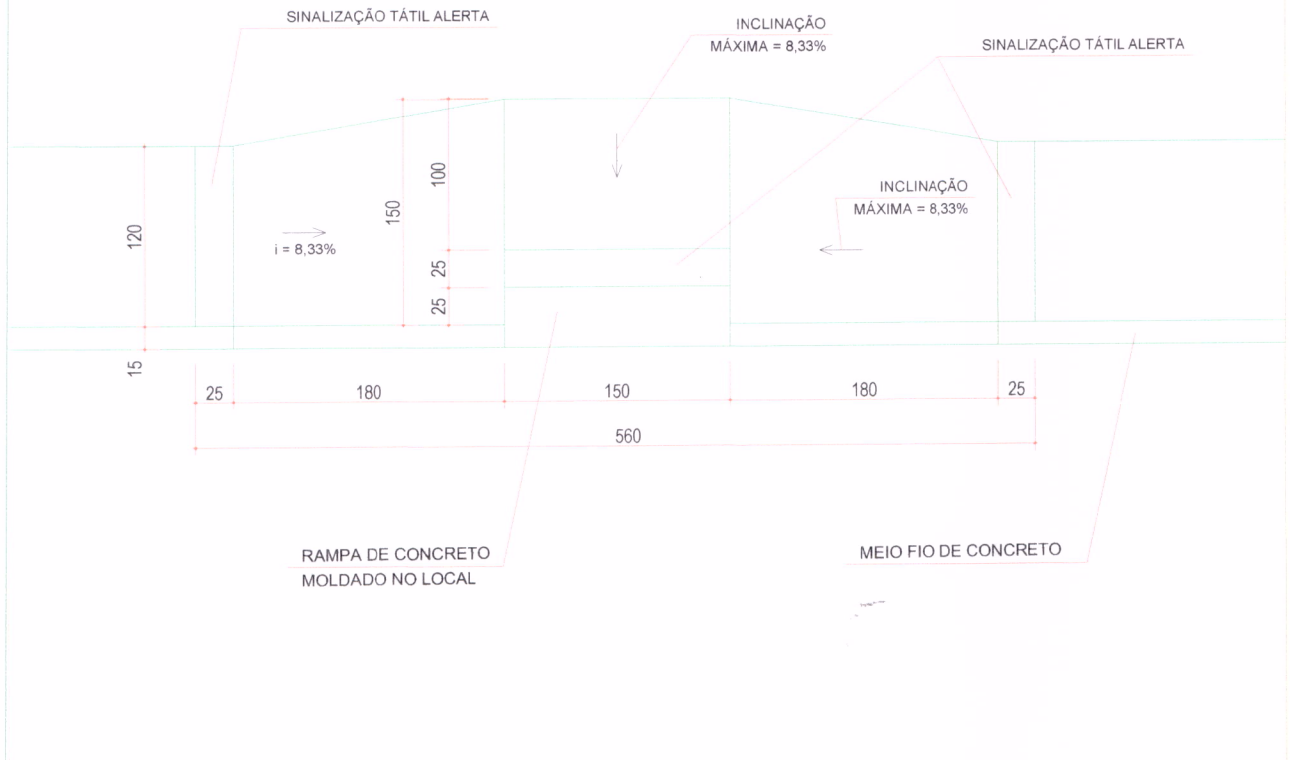 SINALIZAÇÃO TÁTIL ALERTA
INCLINAÇÃO
MÁXIMA = 8,33%
SINALIZAÇÃO TÁTIL ALERTA
100
150
INCLINAÇÃO
MÁXIMA = 8,33%
120
i = 8,33%
25
25
15
25
180
150
180
25
560
RAMPA DE CONCRETO
MOLDADO NO LOCAL
MEIO FIO DE CONCRETO